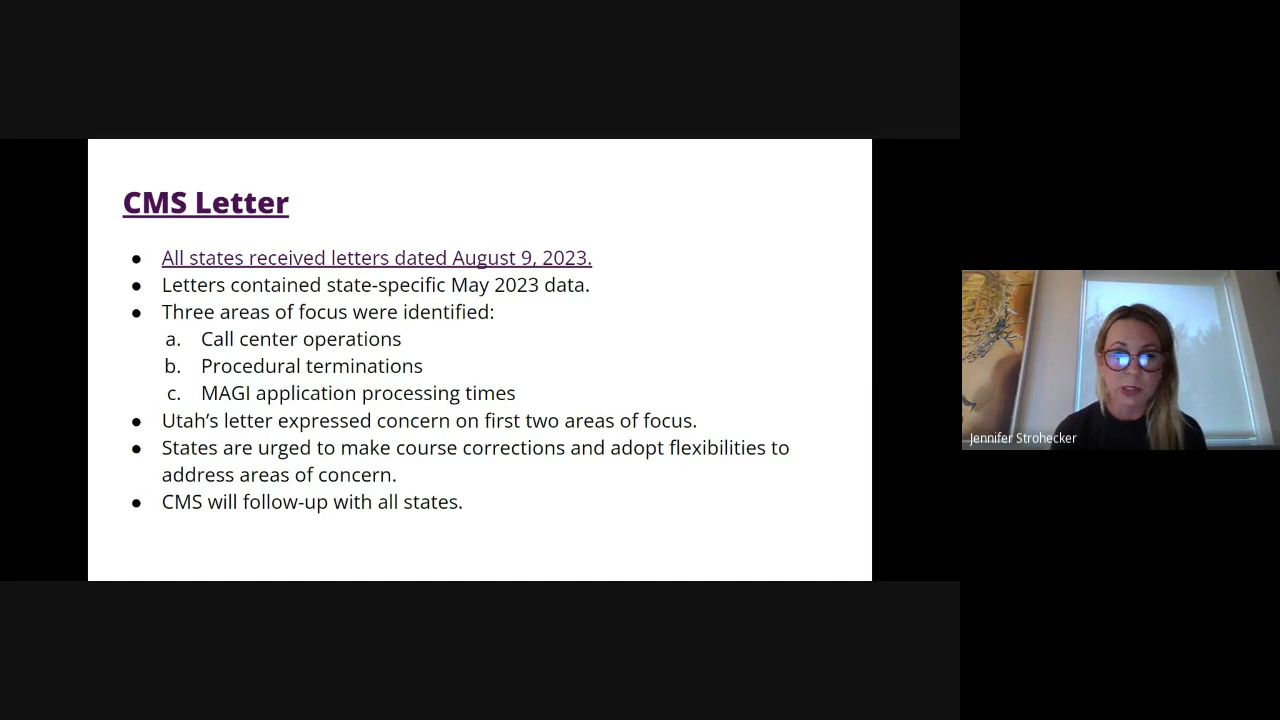 CMS Letter
● All states received letters dated August 9, 2023.
● Letters contained state-specific May 2023 data.
● Three areas of focus were identified:
a. Call center operations
b. Procedural terminations
c. MAGI application processing times
● Utah’s letter expressed concern on first two areas of focus.
● States are urged to make course corrections and adopt flexibilities to
address areas of concern.
● CMS will follow-up with all states.
Jennifer Strohecker